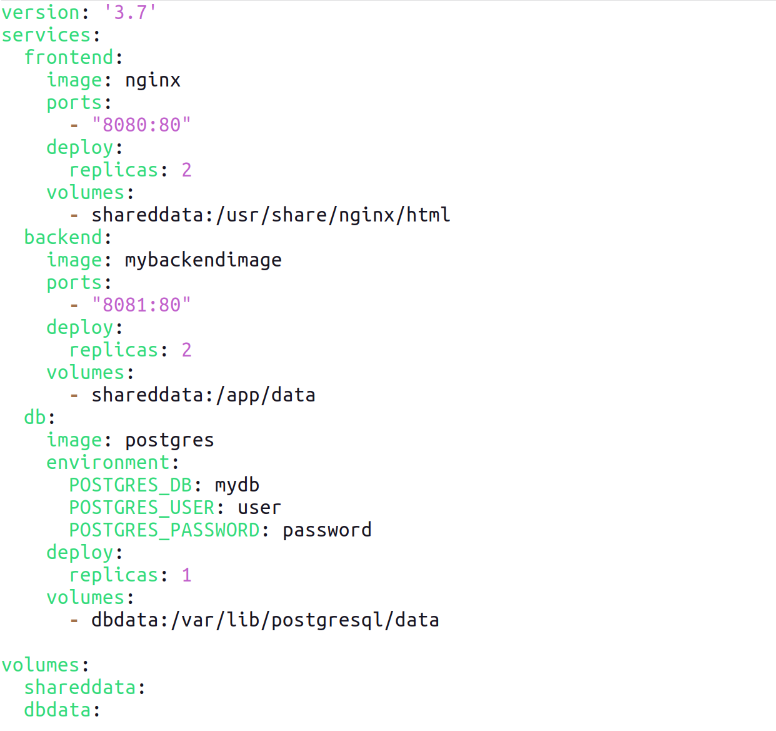 version: '3.7'
services:
  frontend:
    image: nginx
    ports:
      - "8080:80"
    deploy:
      replicas: 2
    volumes:
      - shareddata:/usr/share/nginx/html
  backend:
    image: mybackendimage
    ports:
      - "8081:80"
    deploy:
      replicas: 2
    volumes:
      - shareddata:/app/data
  db:
    image: postgres
    environment:
      POSTGRES_DB: mydb
      POSTGRES_USER: user
      POSTGRES_PASSWORD: password
    deploy:
      replicas: 1
    volumes:
      - dbdata:/var/lib/postgresql/data

volumes:
  shareddata:
  dbdata: